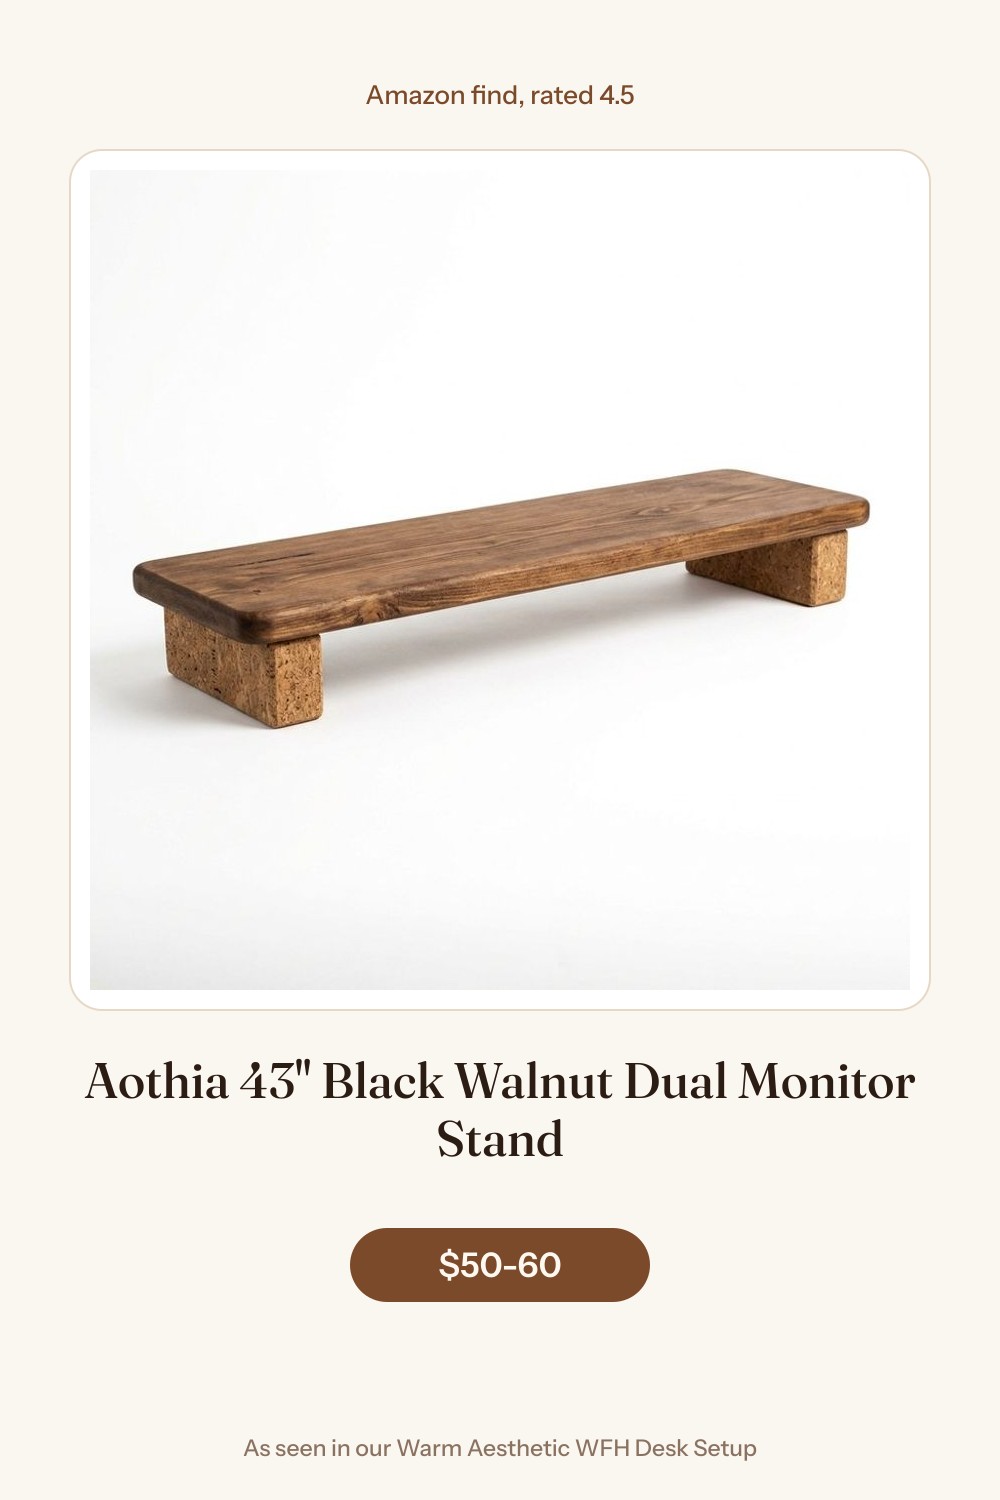 Amazon find, rated 4.5
Aothia 43" Black Walnut Dual Monitor
Stand
$50-60
As seen in our Warm Aesthetic WFH Desk Setup